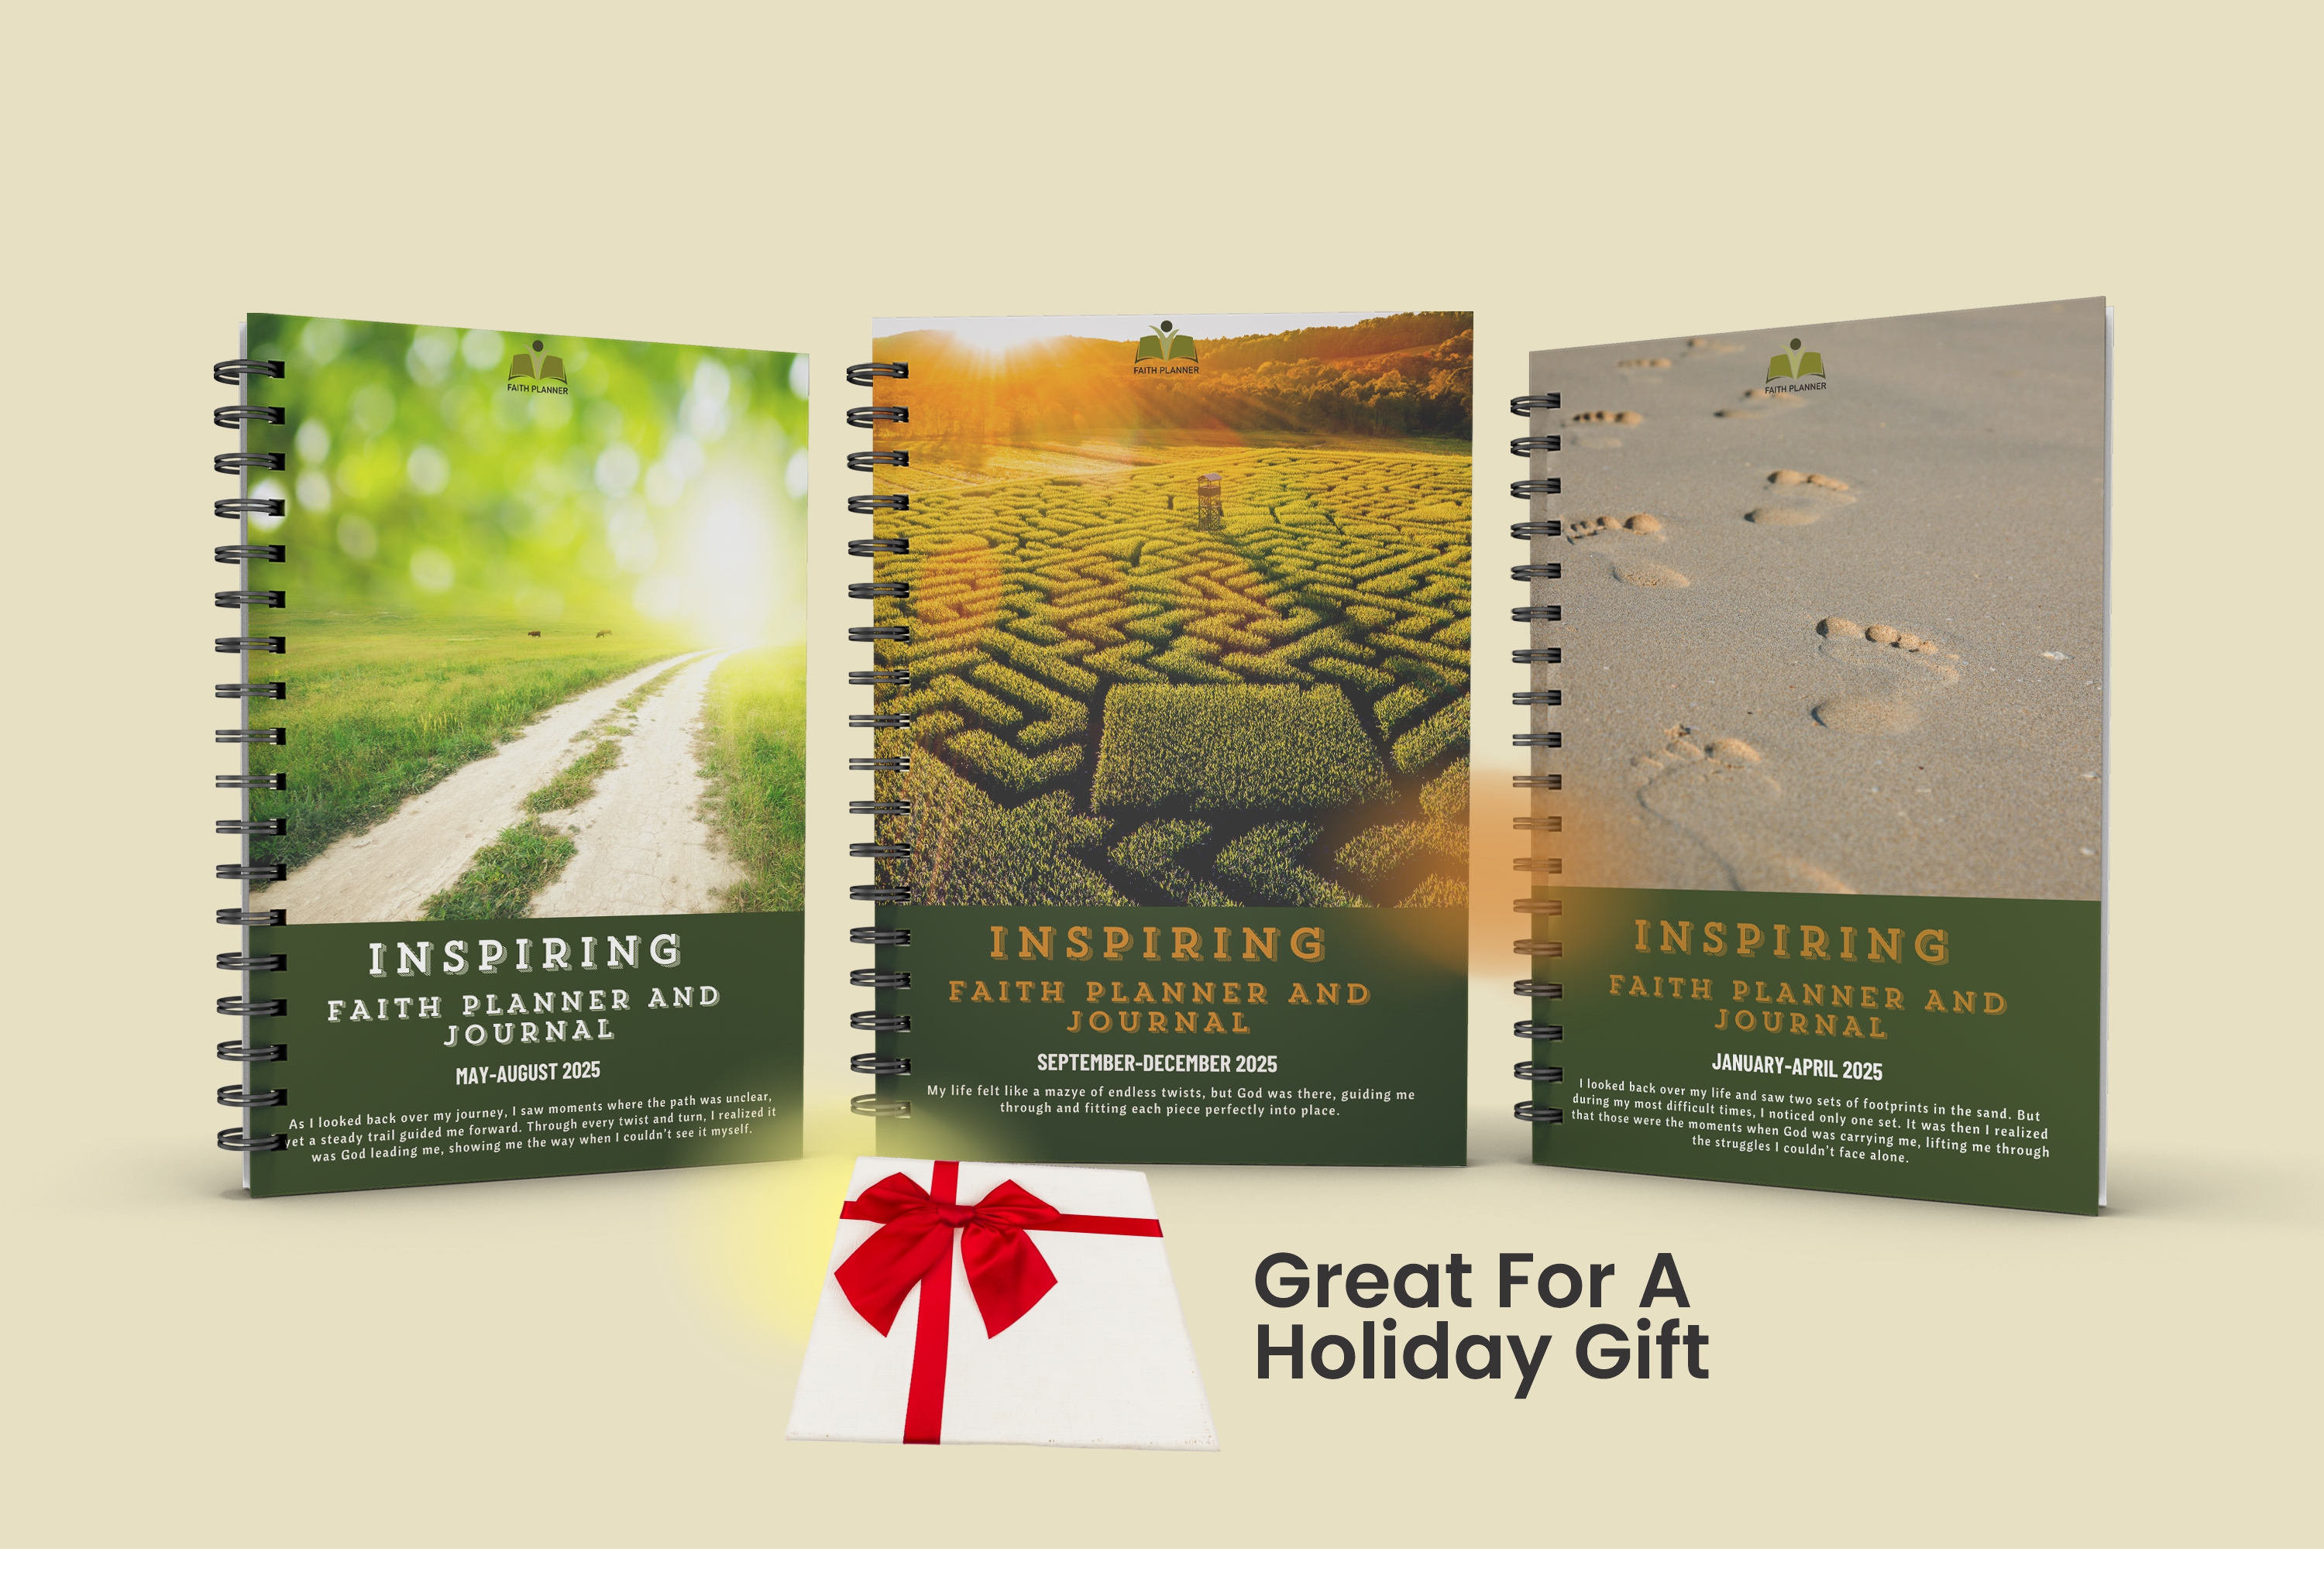 FAITH PLANNER
INSPIRING
FAITH PLANNER AND
JOURNAL
MAY-AUGUST 2025
As I looked back over my journey, I saw moments where the path was unclear,
yet a steady trail guided me forward. Through every twist and turn, I realized it
was God leading me, showing me the way when I couldn't see it myself.
FAITH PLANNER
INSPIRING
FAITH PLANNER AND
JOURNAL
SEPTEMBER-DECEMBER 2025
My life felt like a mazye of endless twists, but God was there, guiding me
through and fitting each piece perfectly into place.
FAITH PLANNER
INSPIRING
FAITH PLANNER AND
JOURNAL
JANUARY-APRIL 2025
I looked back over my life and saw two sets of footprints in the sand. But
during my most difficult times, I noticed only one set. It was then I realized
that those were the moments when God was carrying me, lifting me through
the struggles I couldn't face alone.
Great For A
Holiday Gift